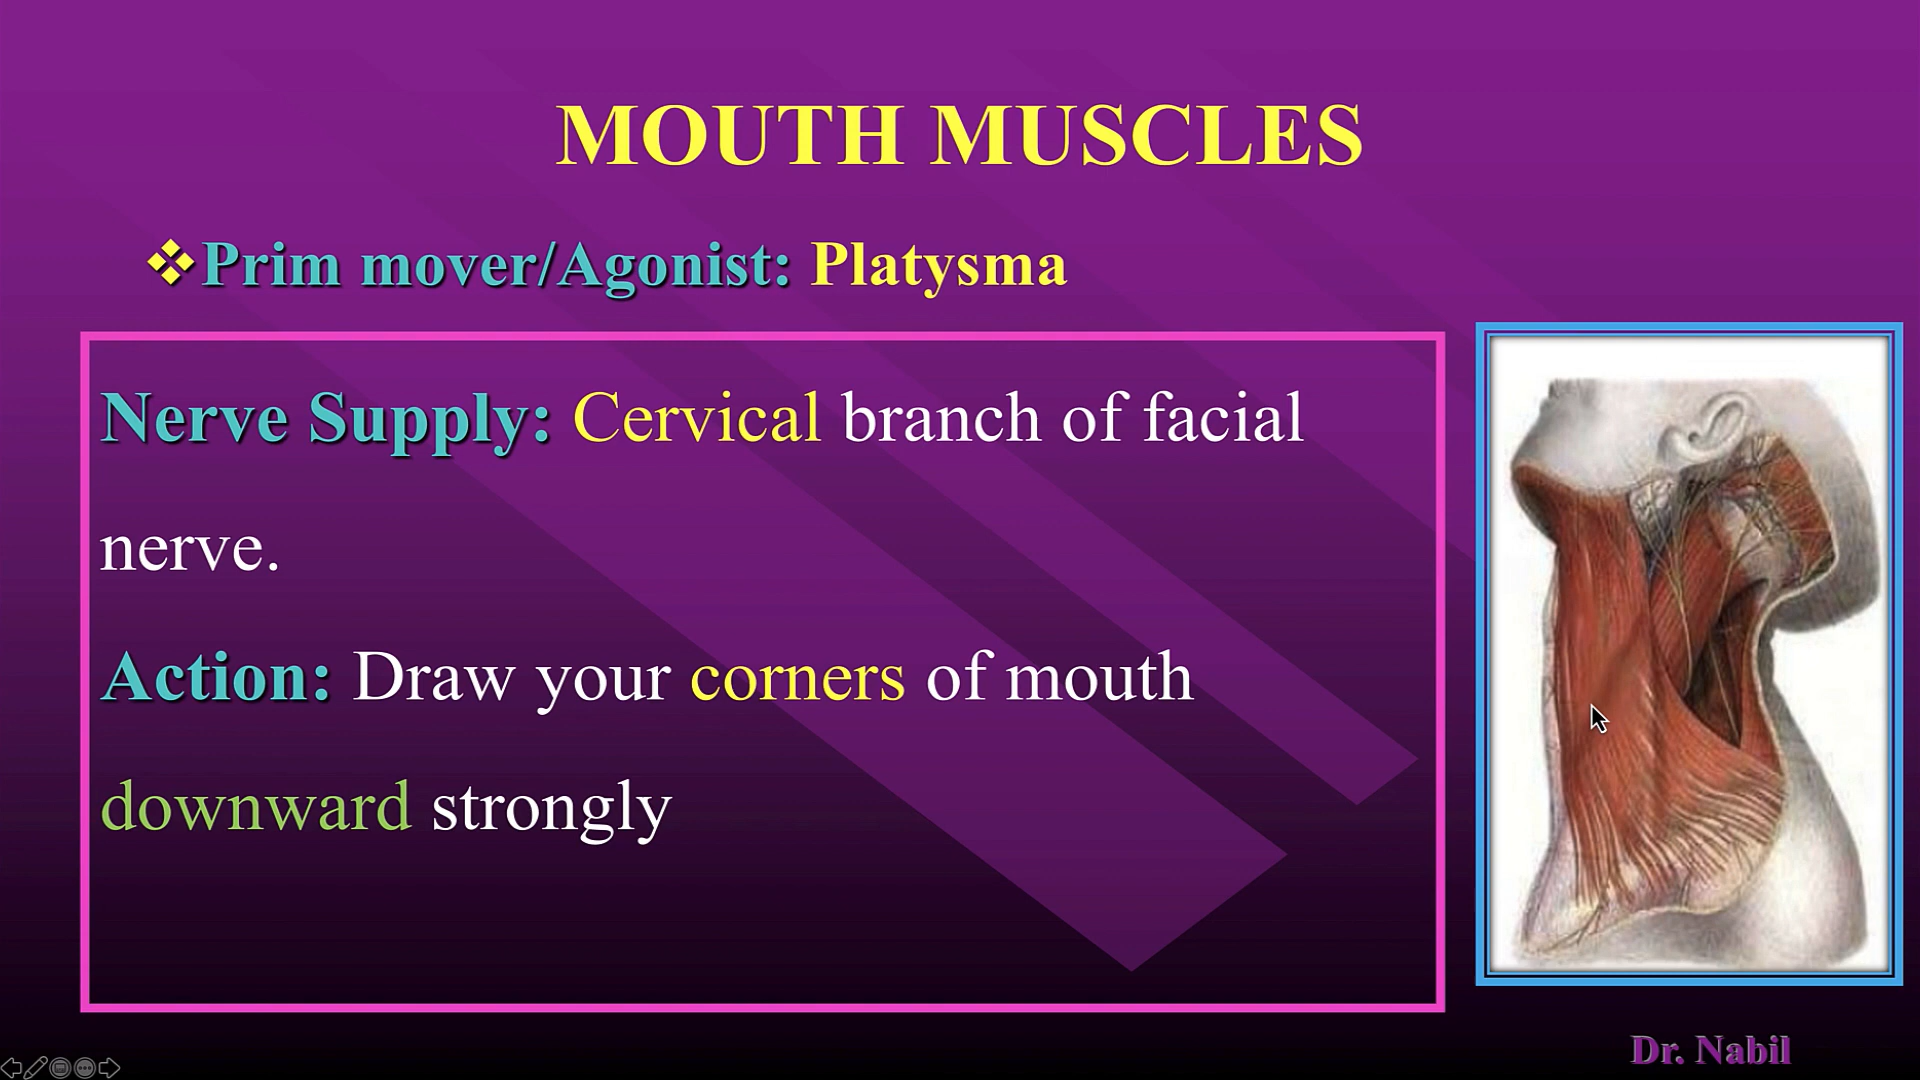 MOUTH MUSCLES
❖Prim mover/Agonist: Platysma
Nerve Supply: Cervical branch of facial
nerve.
Action: Draw your corners of mouth
downward strongly
Dr. Nabil